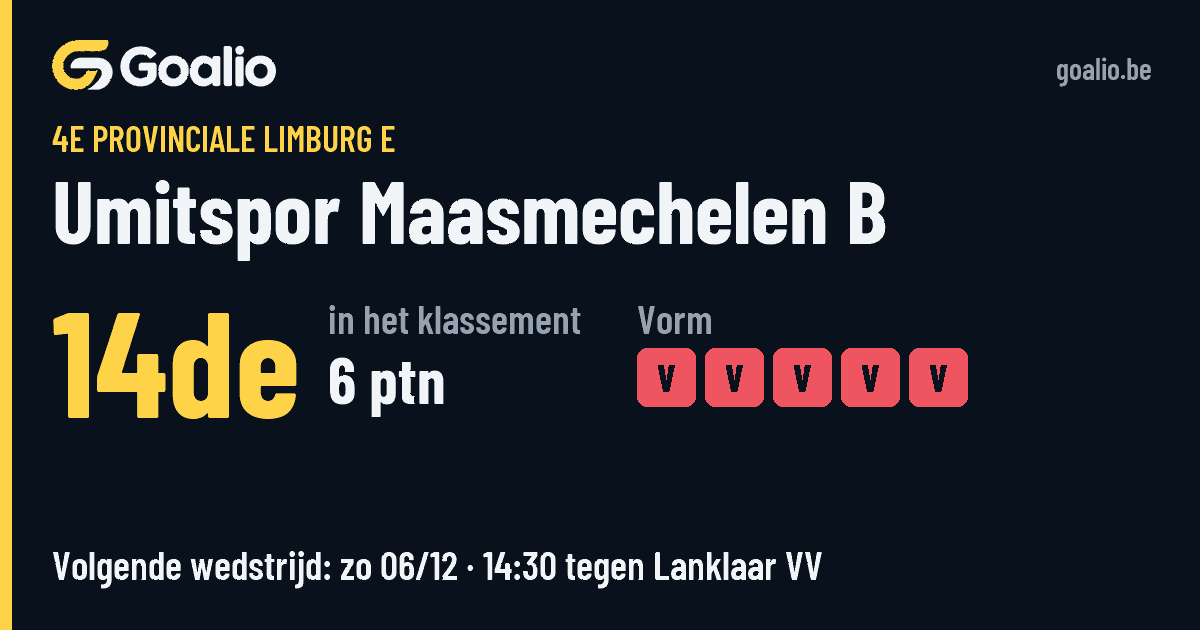 Goalio
goalio.be
4E PROVINCIALE LIMBURG E
Umitspor Maasmechelen B
14de
in het klassement
6 ptn
Vorm
V V V V V
Volgende wedstrijd: zo 06/12 · 14:30 tegen Lanklaar VV